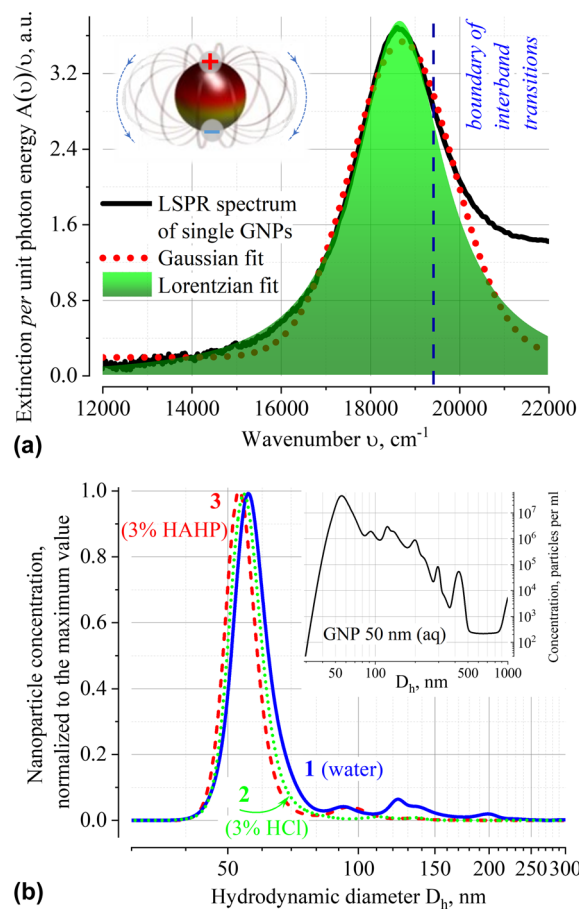 Extinction per unit photon energy A(υ)/υ, a.u.
3.2
2.4
1.6
0.8
0.0
+
−
boundary of
interband
transitions
LSPR spectrum
of single GNPs
Gaussian fit
Lorentzian fit
12000 14000 16000 18000 20000 22000
Wavenumber υ, cm-1
(a)
Nanoparticle concentration,
normalized to the maximum value
1.0
0.8
0.6
0.4
0.2
0.0
3
(3% HAHP)
1 (water)
2
(3% HCl)
GNP 50 nm (aq)
50 100 500 1000
Dh, nm
10^7
10^6
10^5
10^4
10^3
10^2
Concentration, particles per ml
50 100 150 200 250 300
Hydrodynamic diameter Dh, nm
(b)